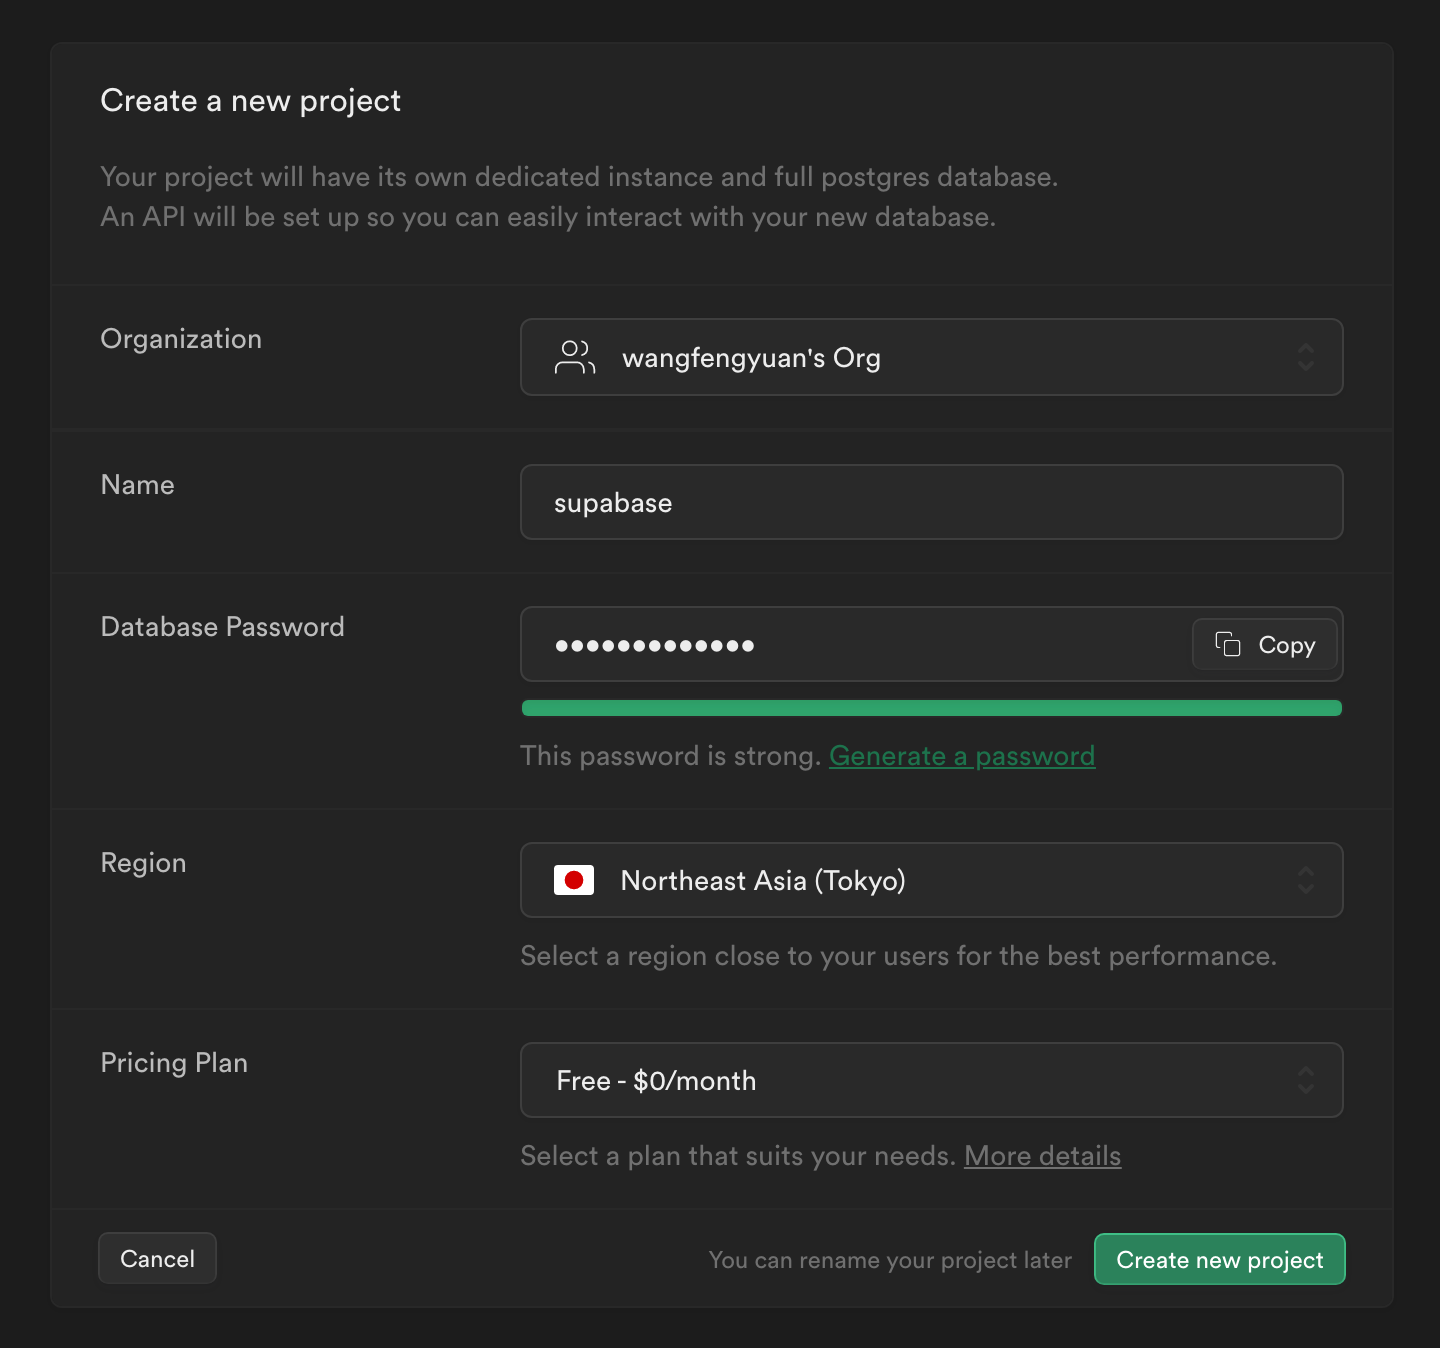 Create a new project
Your project will have its own dedicated instance and full postgres database.
An API will be set up so you can easily interact with your new database.
Organization
wangfengyuan's Org
Name
supabase
Database Password
•••••••••••••
Copy
This password is strong. Generate a password
Region
Northeast Asia (Tokyo)
Select a region close to your users for the best performance.
Pricing Plan
Free - $0/month
Select a plan that suits your needs. More details
Cancel
You can rename your project later
Create new project